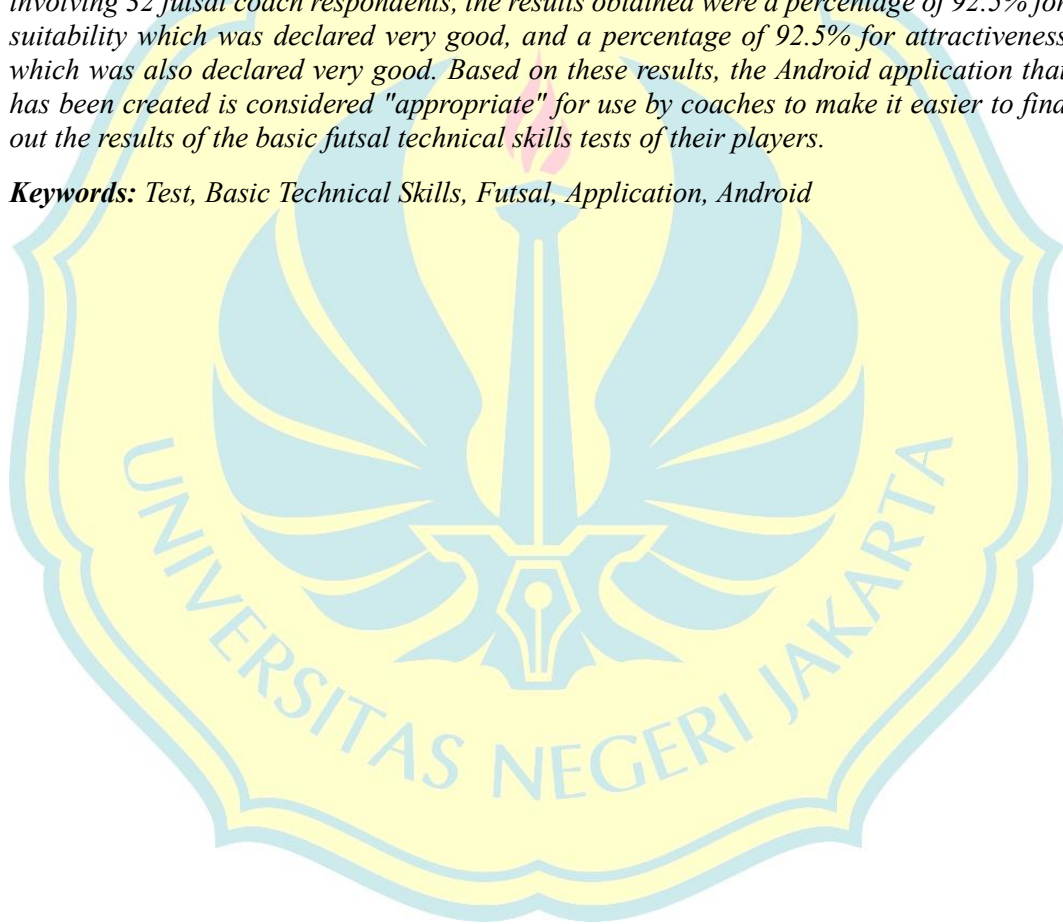 involving 32 futsal coach respondents, the results obtained were a percentage of 92.5% for
suitability which was declared very good, and a percentage of 92.5% for attractiveness
which was also declared very good. Based on these results, the Android application that
has been created is considered "appropriate" for use by coaches to make it easier to find
out the results of the basic futsal technical skills tests of their players.
Keywords: Test, Basic Technical Skills, Futsal, Application, Android
UNIVERSITAS NEGERI JAKARTA